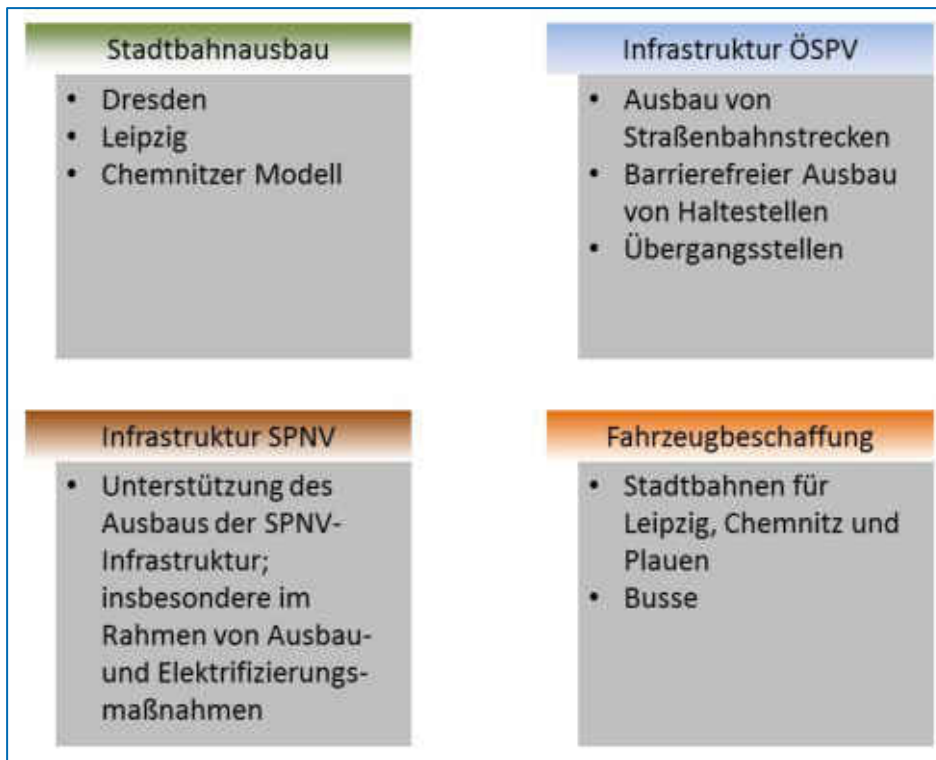 Stadtbahnausbau
• Dresden
• Leipzig
• Chemnitzer Modell
Infrastruktur ÖSPV
• Ausbau von
Straßenbahnstrecken
• Barrierefreier Ausbau
von Haltestellen
• Übergangsstellen
Infrastruktur SPNV
• Unterstützung des
Ausbaus der SPNV-
Infrastruktur;
insbesondere im
Rahmen von Ausbau-
und Elektrifizierungs-
maßnahmen
Fahrzeugbeschaffung
• Stadtbahnen für
Leipzig, Chemnitz und
Plauen
• Busse